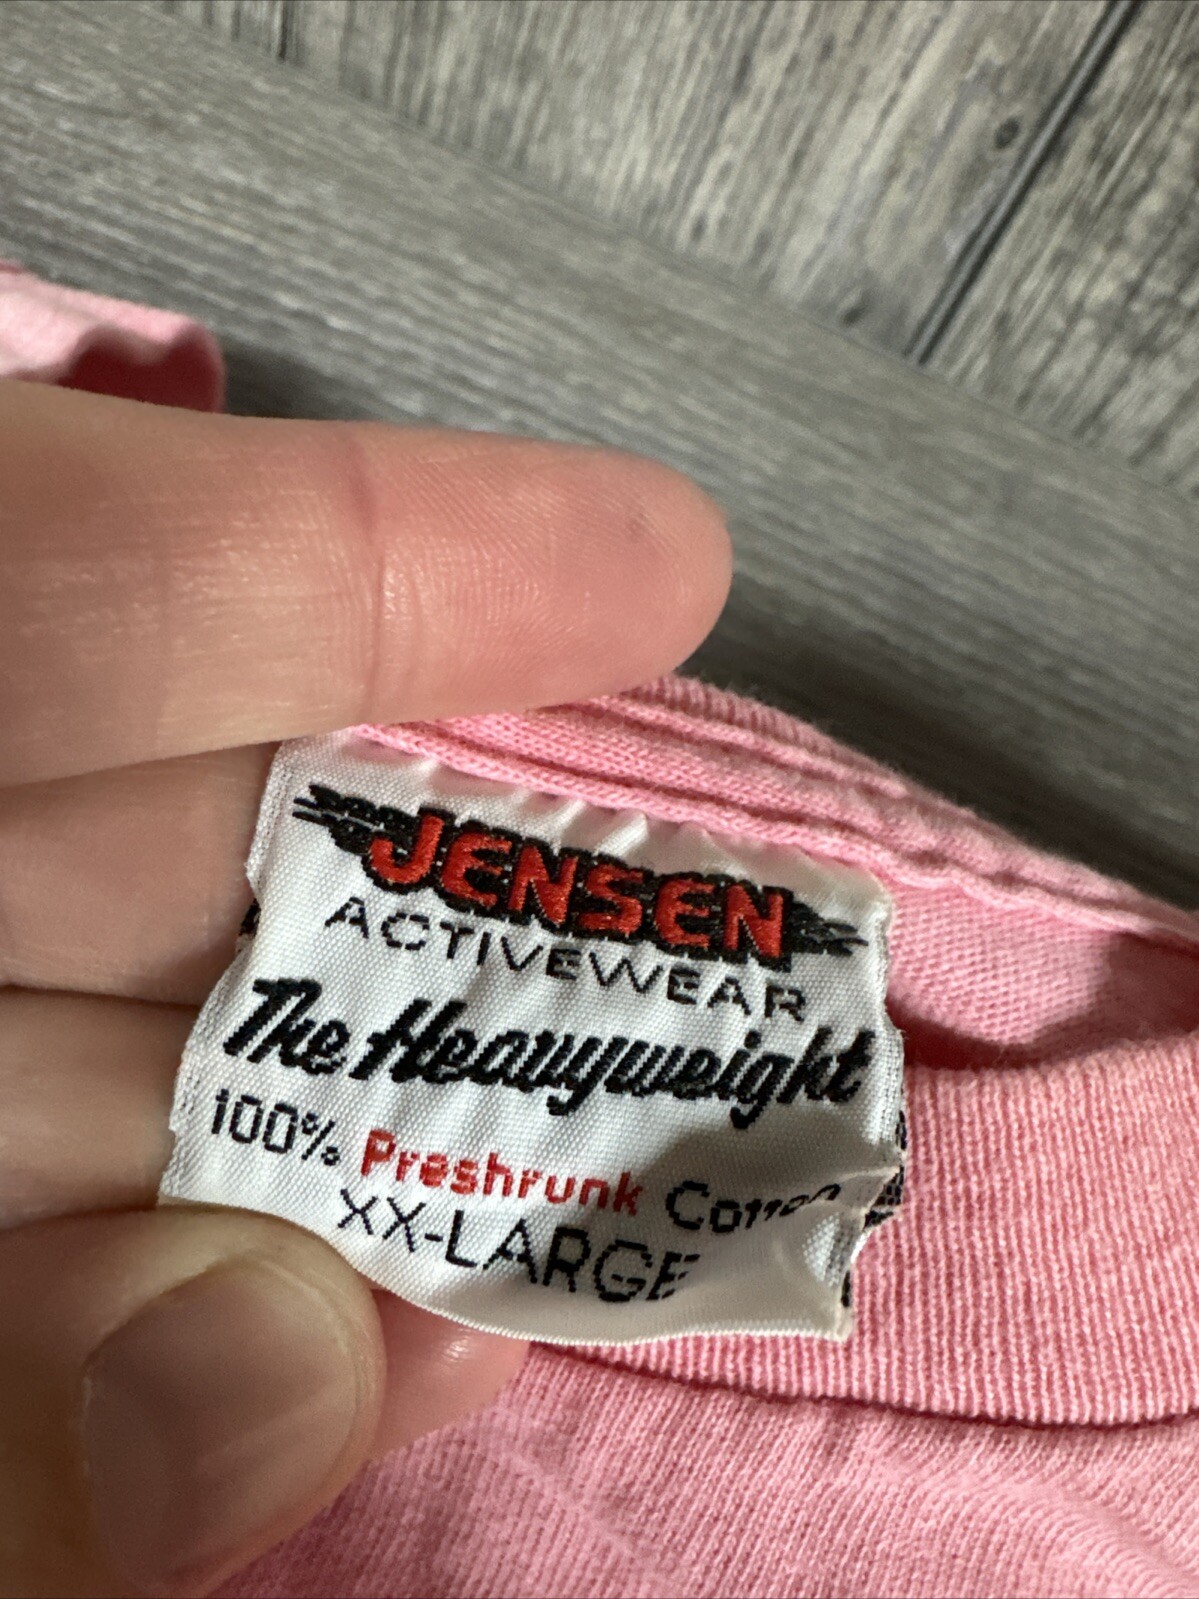 JENSEN
ACTIVEWEAR
The Heavyweight
100% Preshrunk Cotton
XX-LARGE